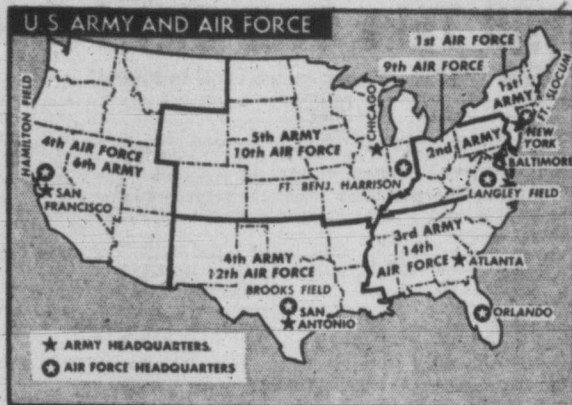 U S ARMY AND AIR FORCE
1st AIR FORCE
9th AIR FORCE
HAMILTON FIELD
4th AIR FORCE
6th ARMY
SAN
FRANCISCO
5th ARMY
10th AIR FORCE
CHICAGO
FT. BENJ. HARRISON
1st
ARMY
FT. SLOCUM
NEW
YORK
2nd ARMY
BALTIMORE
LANGLEY FIELD
4th ARMY
12th AIR FORCE
BROOKS FIELD
SAN
ANTONIO
3rd ARMY
14th
AIR FORCE
ATLANTA
ORLANDO
ARMY HEADQUARTERS
AIR FORCE HEADQUARTERS